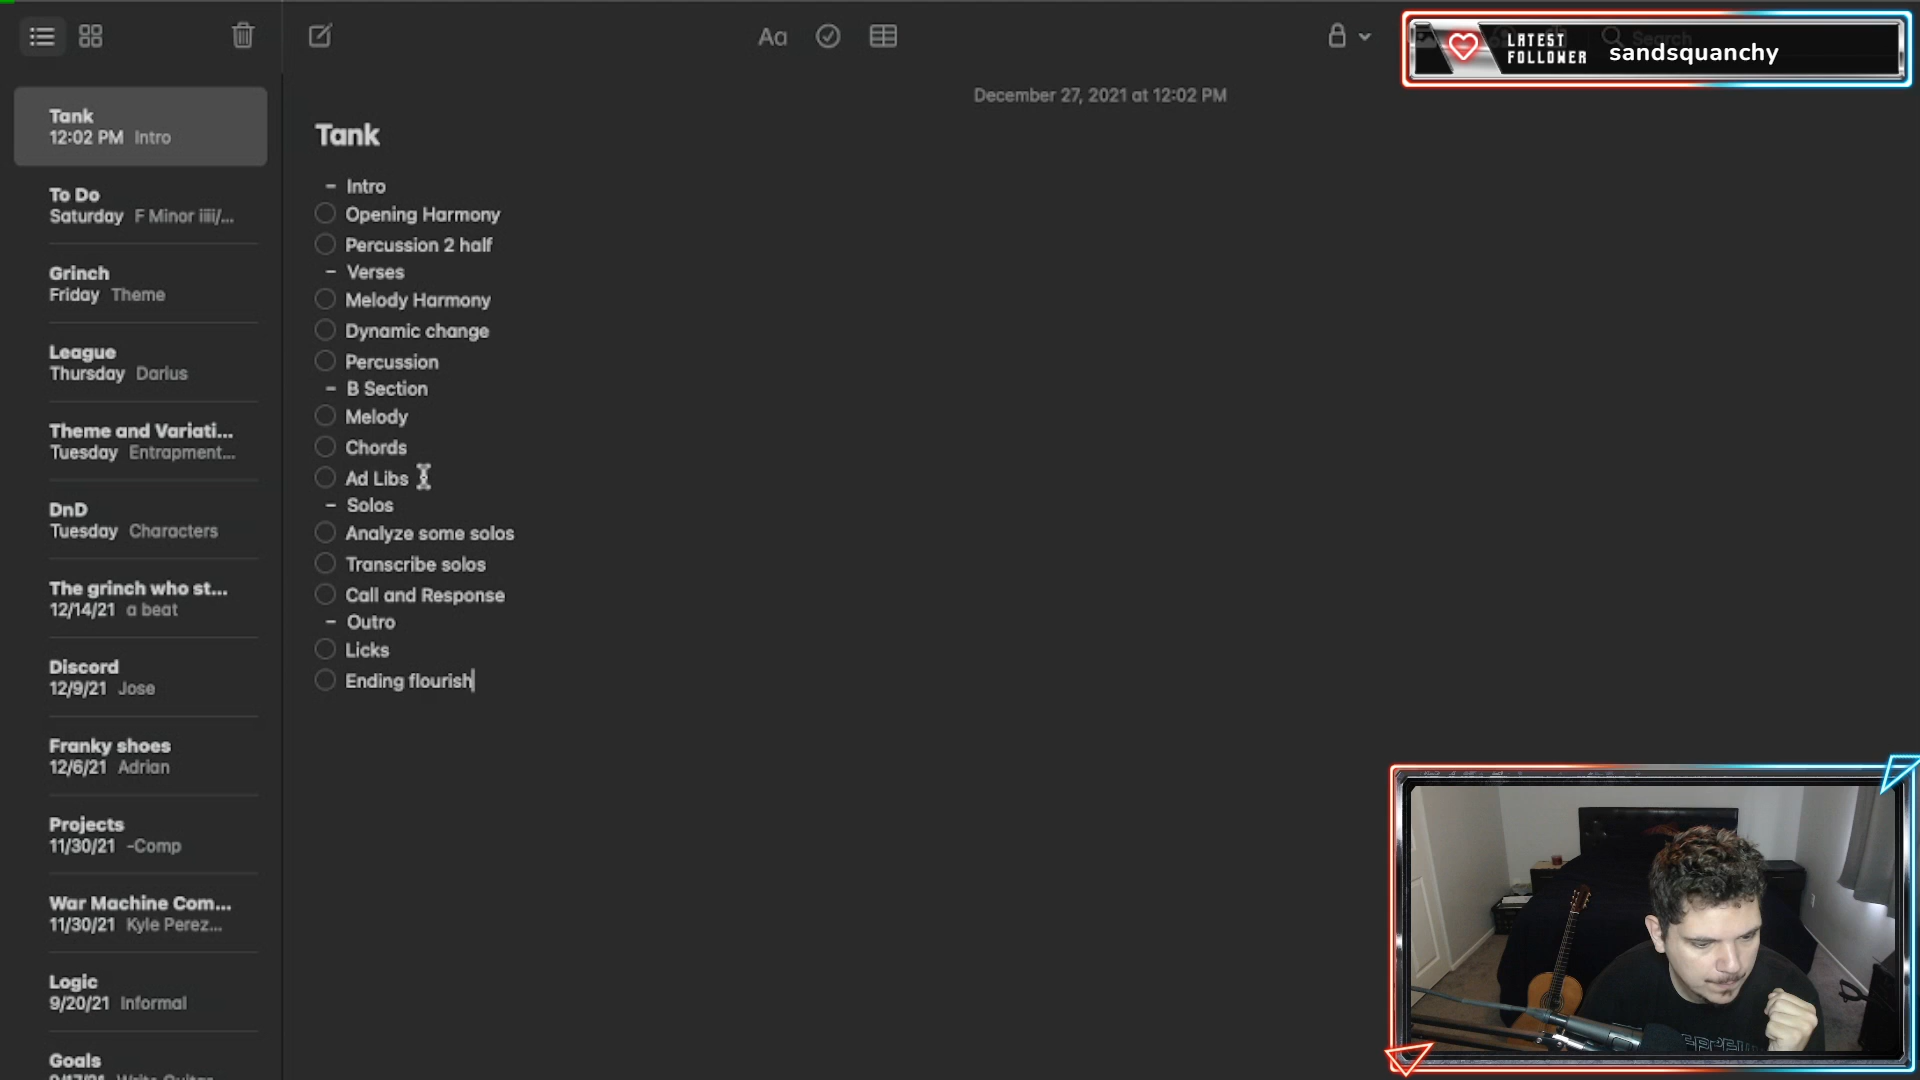 LATEST
FOLLOWER
sandsquanchy
Search
Aa
December 27, 2021 at 12:02 PM
Tank
12:02 PM Intro
To Do
Saturday F Minor iiii/...
Grinch
Friday Theme
League
Thursday Darius
Theme and Variati...
Tuesday Entrapment...
DnD
Tuesday Characters
The grinch who st...
12/14/21 a beat
Discord
12/9/21 Jose
Franky shoes
12/6/21 Adrian
Projects
11/30/21 -Comp
War Machine Com...
11/30/21 Kyle Perez...
Logic
9/20/21 Informal
Goals
Tank
– Intro
Opening Harmony
Percussion 2 half
– Verses
Melody Harmony
Dynamic change
Percussion
– B Section
Melody
Chords
Ad Libs
– Solos
Analyze some solos
Transcribe solos
Call and Response
– Outro
Licks
Ending flourish